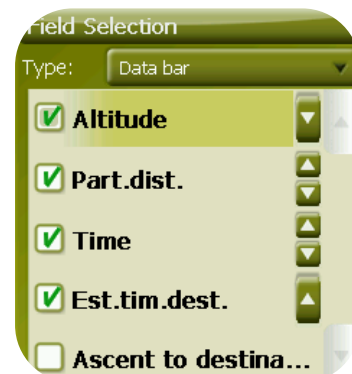 Field Selection
Type: Data bar
Altitude
Part.dist.
Time
Est.tim.dest.
Ascent to destina...